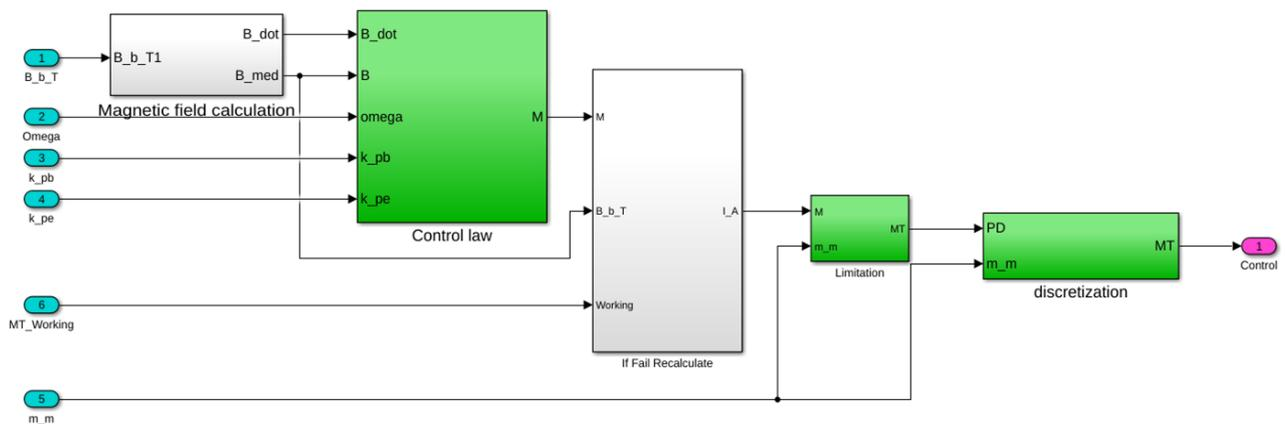 1
B_b_T
B_b_T1
B_dot
B_med
Magnetic field calculation
2
Omega
3
k_pb
4
k_pe
B_dot
B
omega
k_pb
k_pe
M
Control law
M
B_b_T
Working
I_A
If Fail Recalculate
6
MT_Working
5
m_m
M
m_m
MT
Limitation
PD
m_m
MT
discretization
1
Control